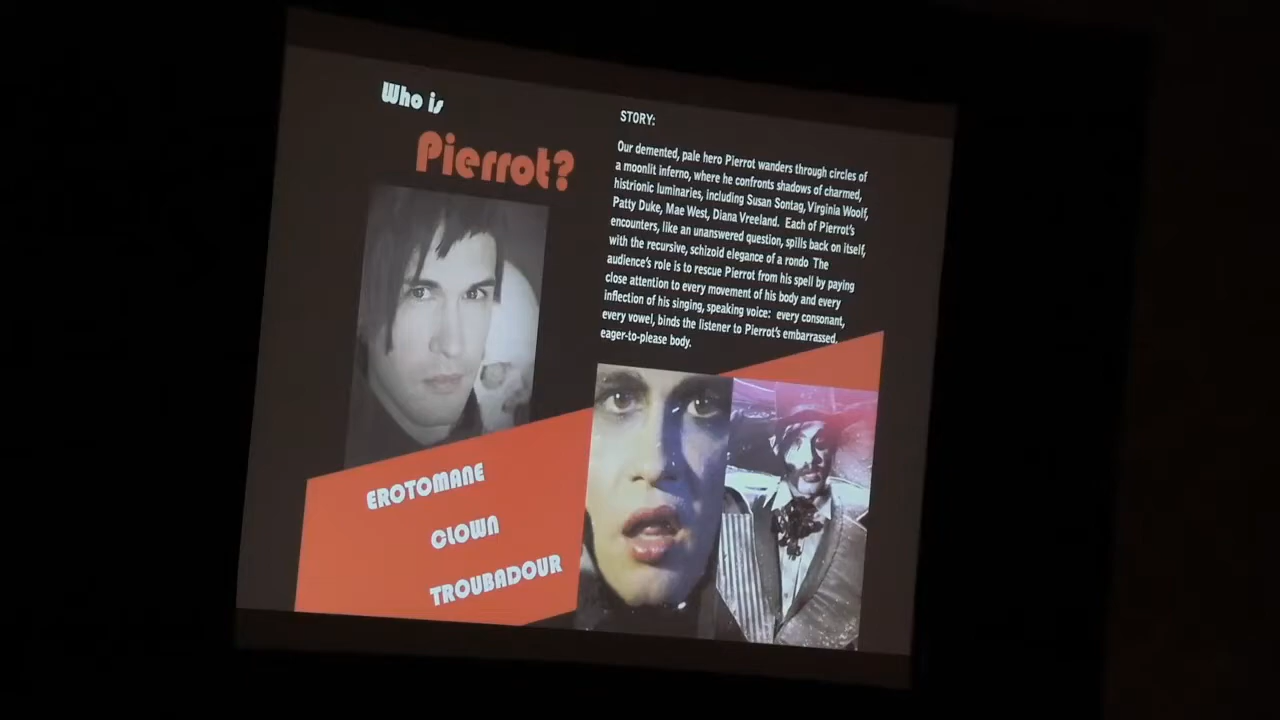 Who is
Pierrot?
STORY:
Our demented, pale hero Pierrot wanders through circles of
a moonlit inferno, where he confronts shadows of charmed,
histrionic luminaries, including Susan Sontag, Virginia Woolf,
Patty Duke, Mae West, Diana Vreeland. Each of Pierrot's
encounters, like an unanswered question, spills back on itself,
with the recursive, schizoid elegance of a rondo The
audience's role is to rescue Pierrot from his spell by paying
close attention to every movement of his body and every
inflection of his singing, speaking voice: every consonant,
every vowel, binds the listener to Pierrot's embarrassed,
eager-to-please body.
EROTOMANE
CLOWN
TROUBADOUR